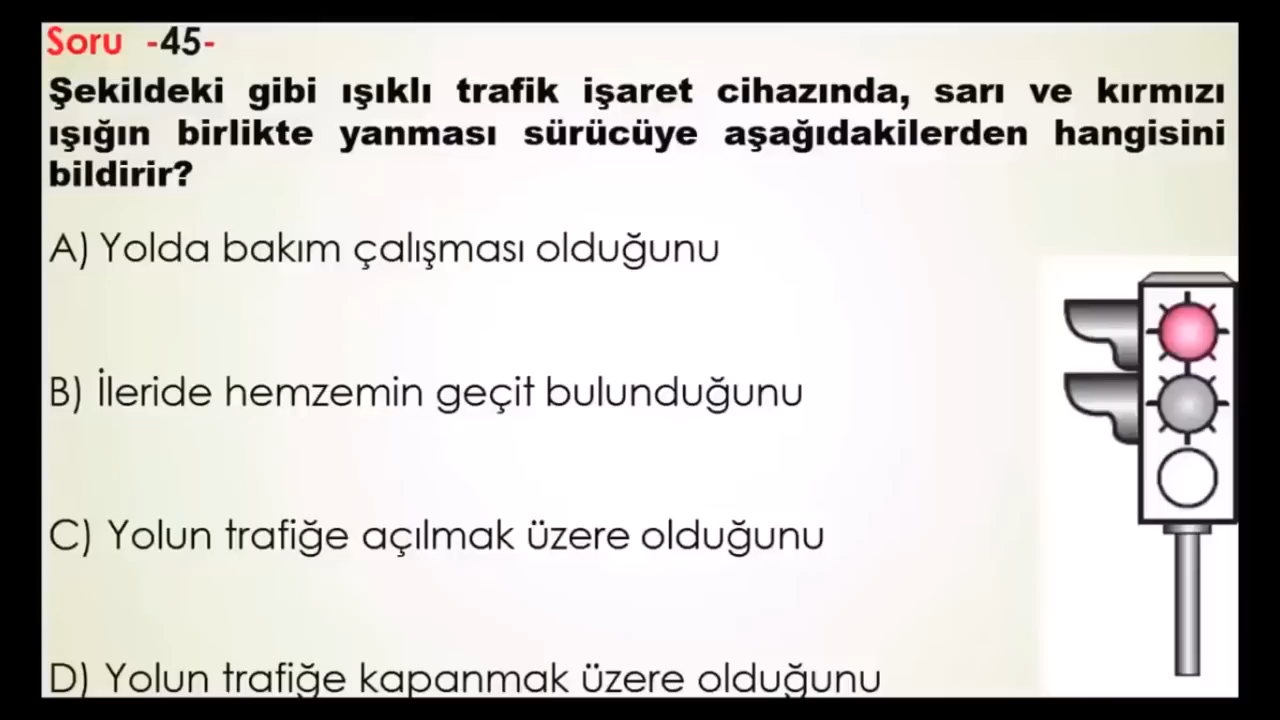 Soru -45-
Şekildeki gibi ışıklı trafik işaret cihazında, sarı ve kırmızı
ışığın birlikte yanması sürücüye aşağıdakilerden hangisini
bildirir?
A) Yolda bakım çalışması olduğunu
B) İleride hemzemin geçit bulunduğunu
C) Yolun trafiğe açılmak üzere olduğunu
D) Yolun trafiğe kapanmak üzere olduğunu